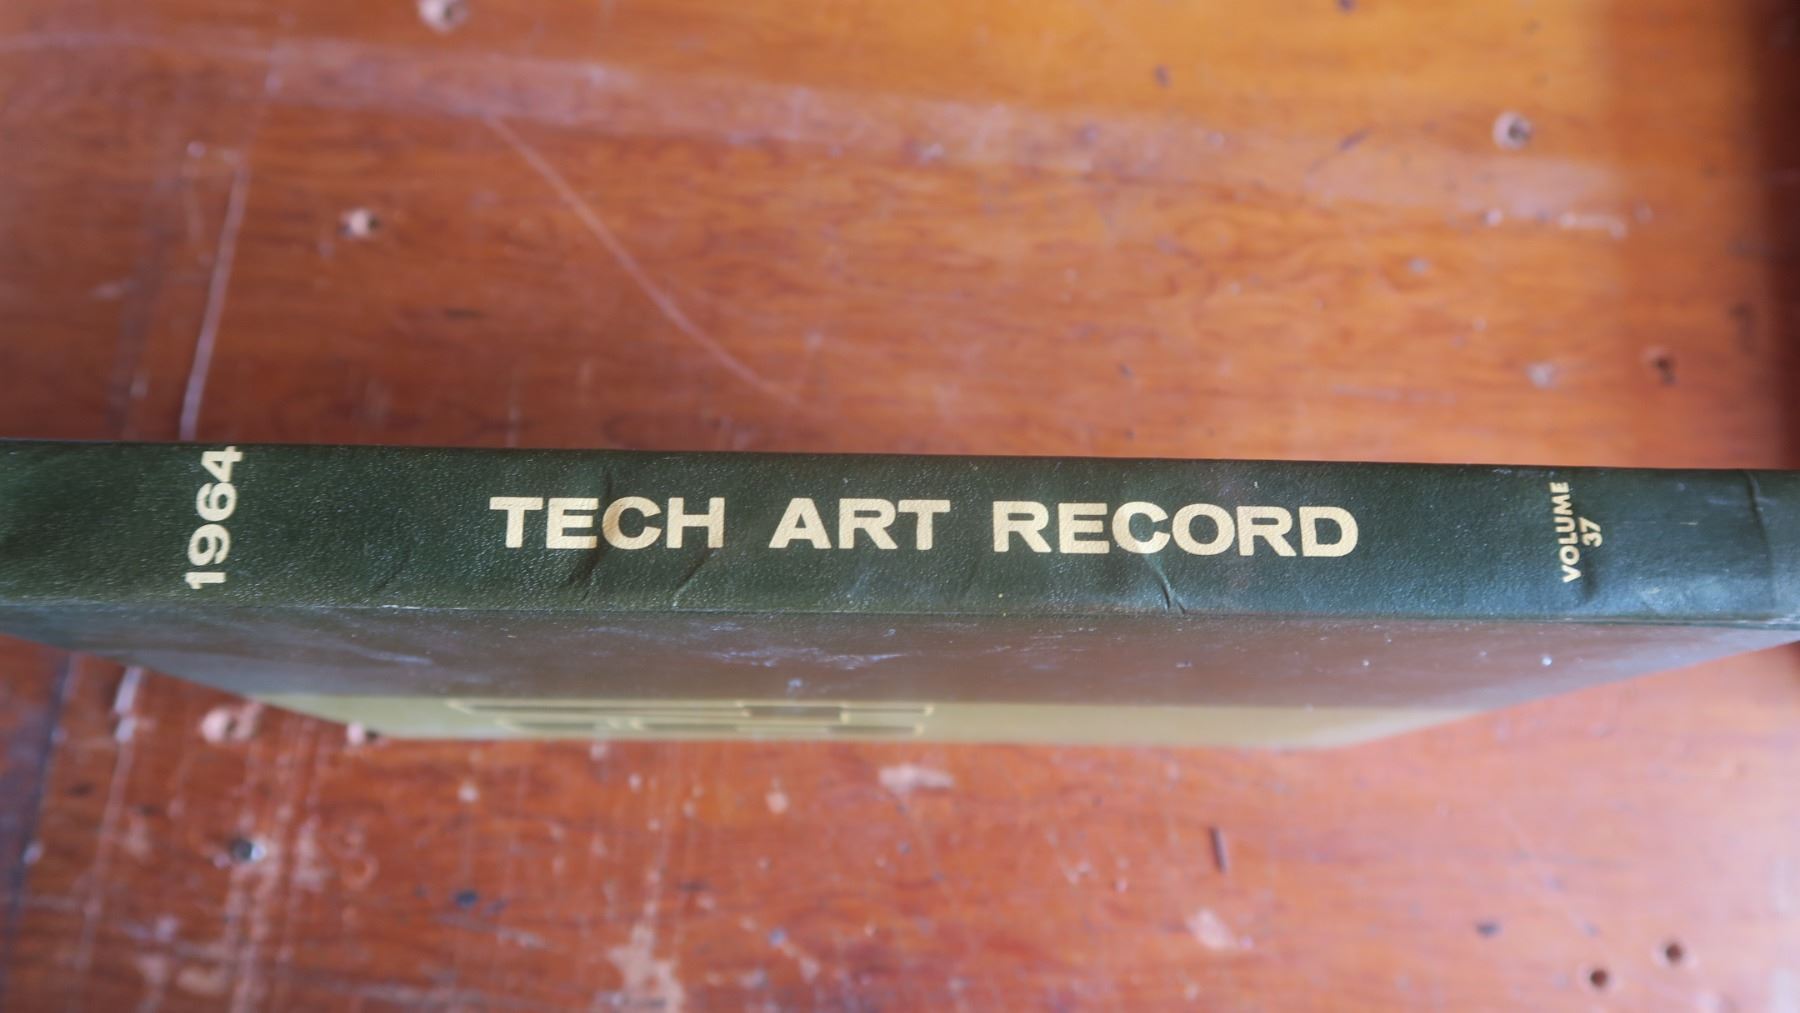 1964
TECH ART RECORD
VOLUME
37